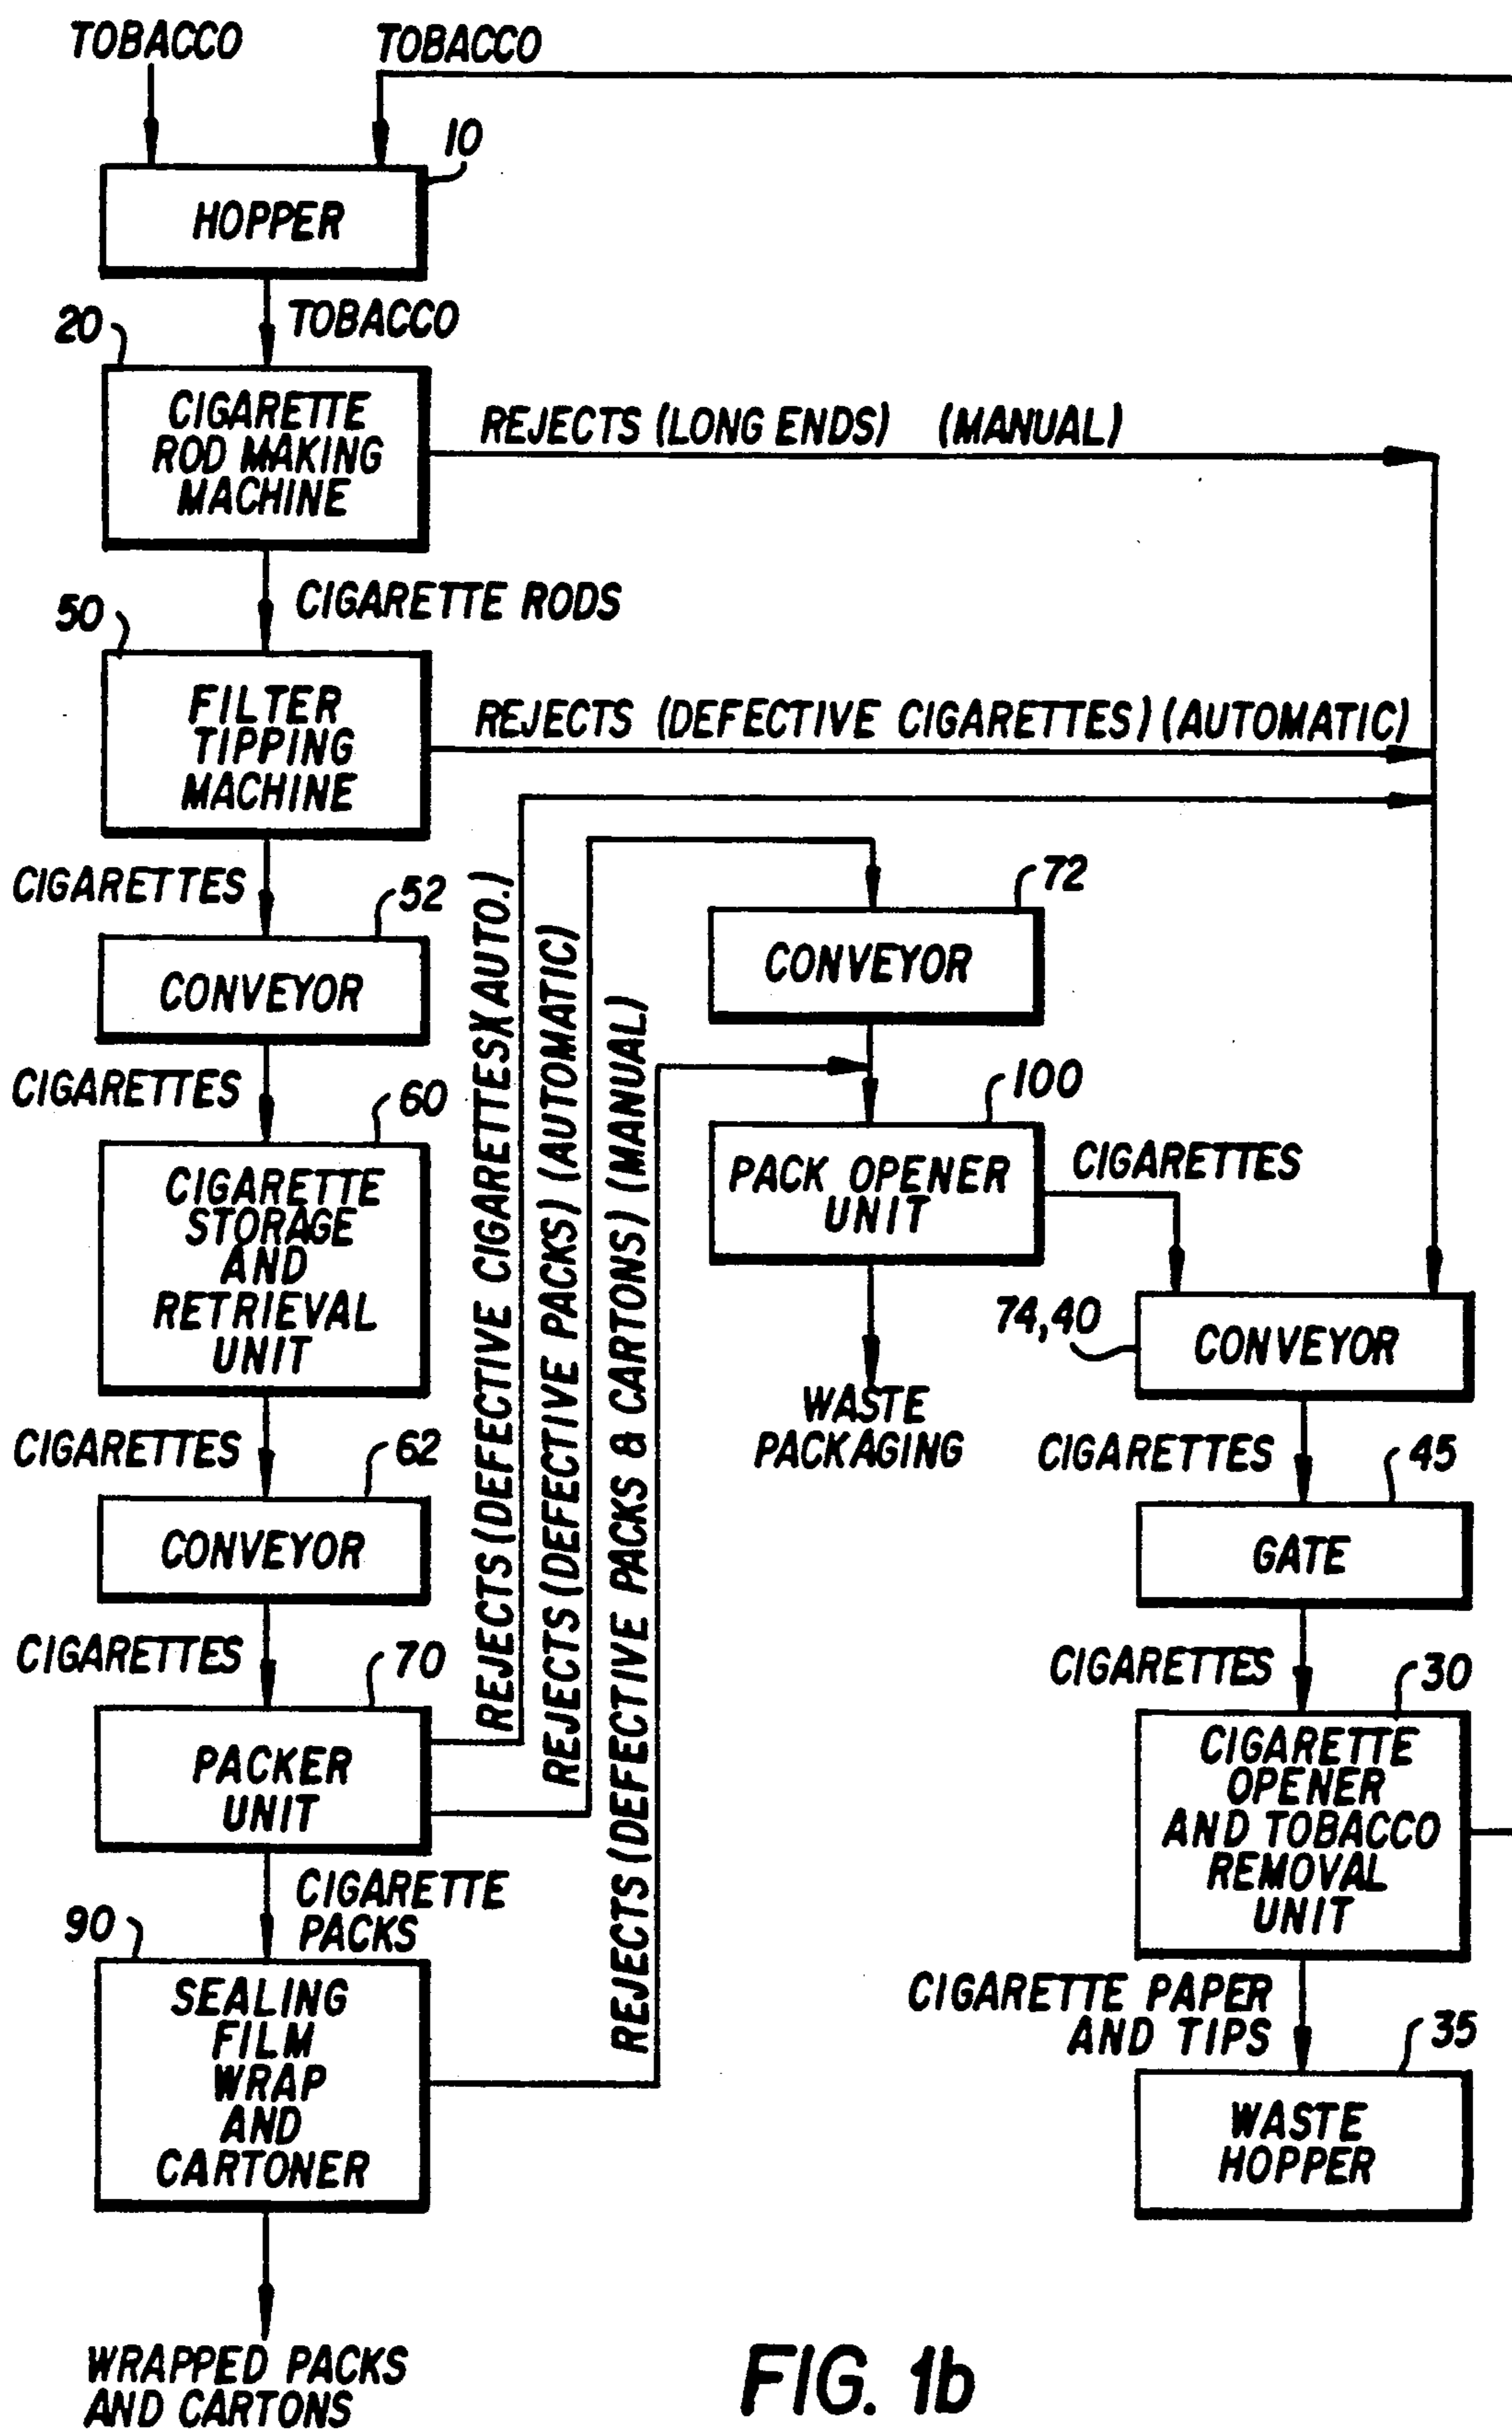 TOBACCO
TOBACCO
10
HOPPER
TOBACCO
20
CIGARETTE
ROD MAKING
MACHINE
REJECTS (LONG ENDS) (MANUAL)
CIGARETTE RODS
50
FILTER
TIPPING
MACHINE
REJECTS (DEFECTIVE CIGARETTES) (AUTOMATIC)
CIGARETTES
52
CONVEYOR
CIGARETTES
60
CIGARETTE
STORAGE
AND
RETRIEVAL
UNIT
CIGARETTES
62
CONVEYOR
CIGARETTES
70
PACKER
UNIT
CIGARETTE
PACKS
90
SEALING
FILM
WRAP
AND
CARTONER
WRAPPED PACKS
AND CARTONS
REJECTS (DEFECTIVE CIGARETTES)(AUTO.)
REJECTS (DEFECTIVE PACKS) (AUTOMATIC)
REJECTS (DEFECTIVE PACKS & CARTONS) (MANUAL)
72
CONVEYOR
100
PACK OPENER
UNIT
CIGARETTES
WASTE
PACKAGING
74,40
CONVEYOR
CIGARETTES
45
GATE
CIGARETTES
30
CIGARETTE
OPENER
AND TOBACCO
REMOVAL
UNIT
CIGARETTE PAPER
AND TIPS
35
WASTE
HOPPER
FIG. 1b